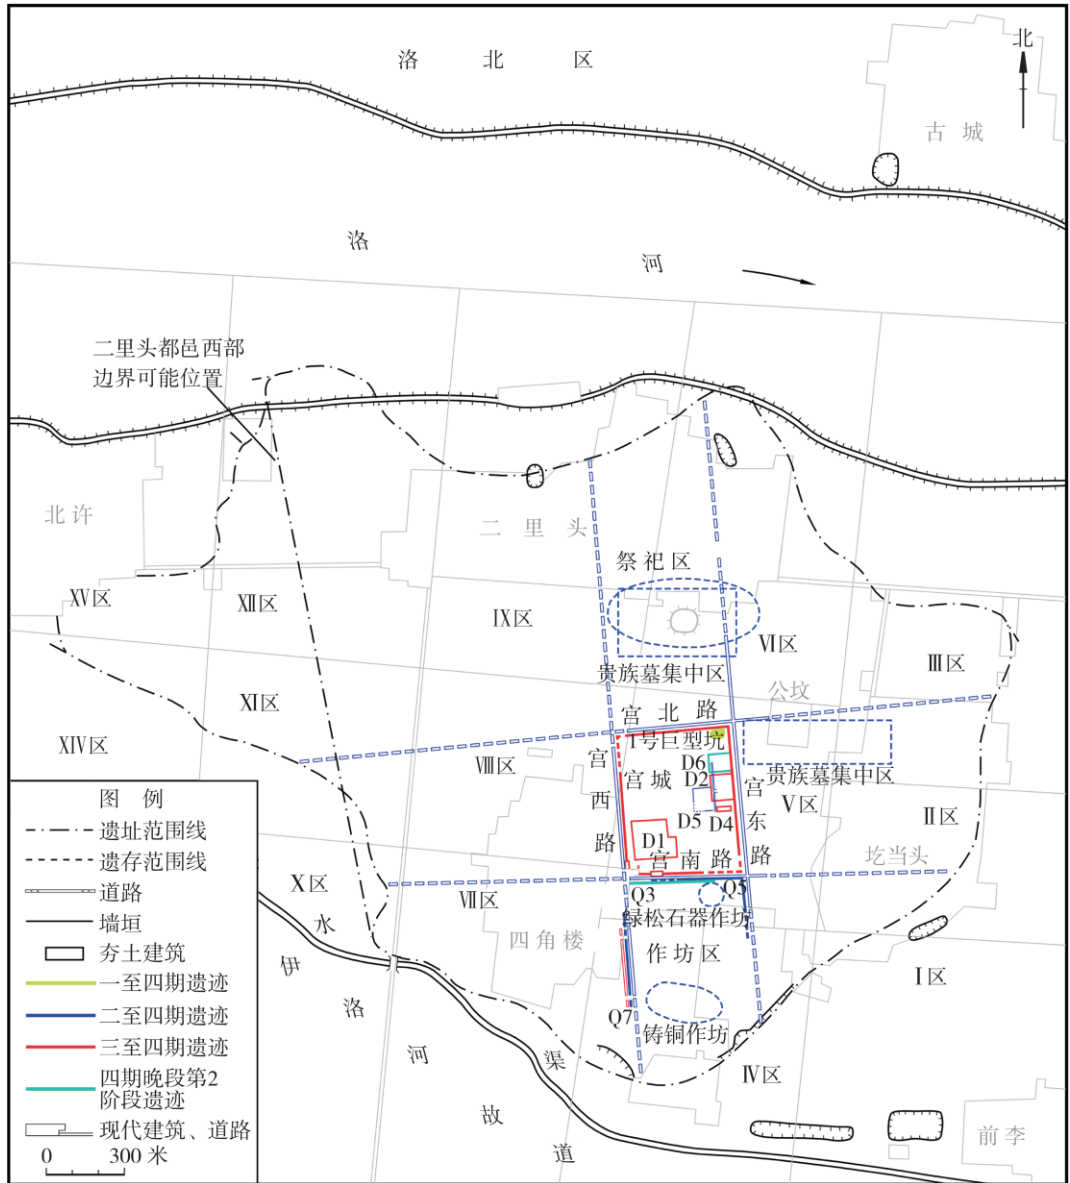 洛北区
北
古城
洛河
二里头都邑西部
边界可能位置
北许
二里头
祭祀区
XV区
XII区
IX区
VI区
III区
贵族墓集中区
公坟
XI区
宫北路
XIV区
1号巨型坑
VIII区
宫西路
宫城
D6
D2
宫东路
贵族墓集中区
V区
II区
D5
D4
D1
宫南路
圪当头
X区
VII区
Q3
Q5
绿松石器作坊
四角楼
作坊区
I区
Q7
铸铜作坊
IV区
伊洛河故道
水渠
前李
图例
遗址范围线
遗存范围线
道路
墙垣
夯土建筑
一至四期遗迹
二至四期遗迹
三至四期遗迹
四期晚段第2
阶段遗迹
现代建筑、道路
0 300米